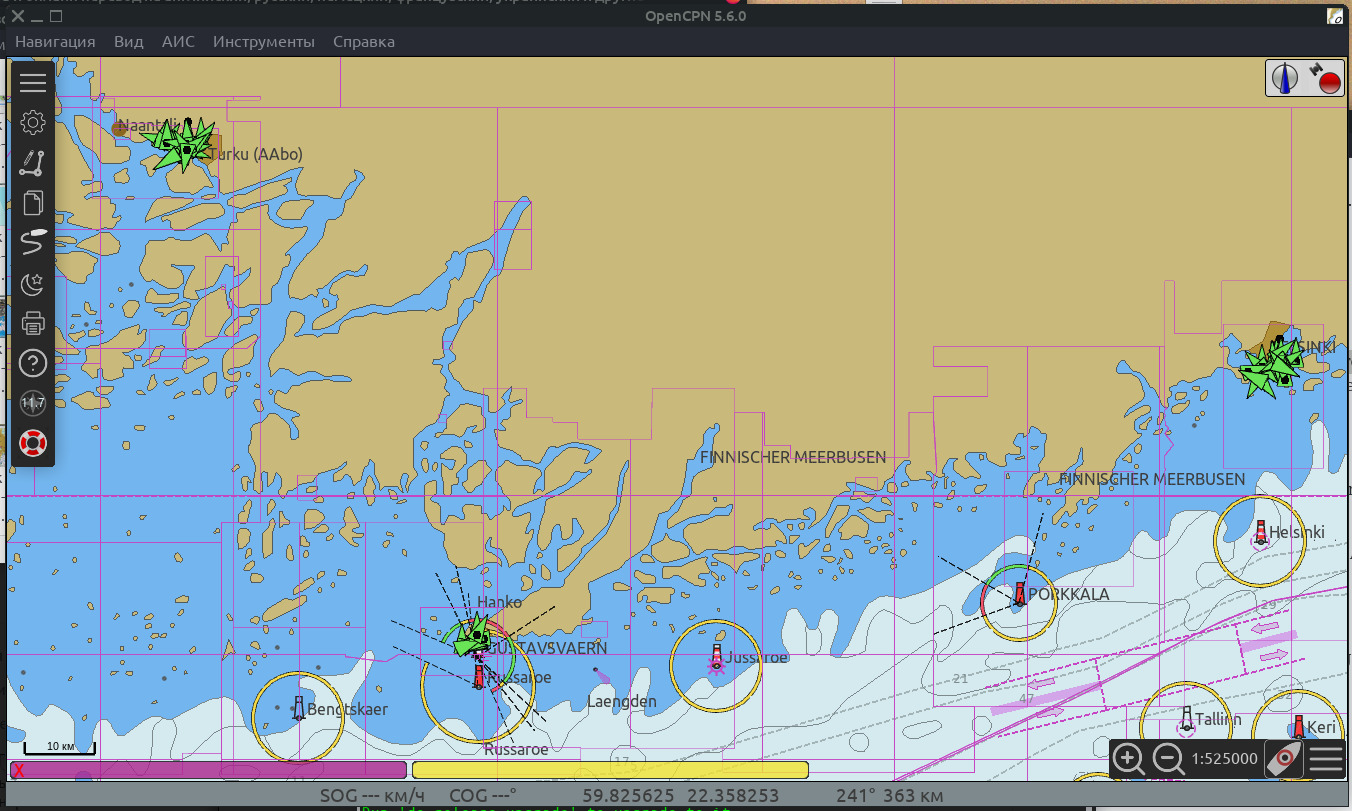 OpenCPN 5.6.0
Навигация Вид АИС Инструменты Справка
Naantali
Turku (AAbo)
SINKI
11.7
FINNISCHER MEERBUSEN
FINNISCHER MEERBUSEN
Helsinki
PORKKALA
Hanko
29
GUSTAVSVAERN
Jussaroe
Russaroe
21
Laengden
47
Bengtskaer
Tallinn
Keri
Russaroe
10 км
17
1:525000
X
SOG --- км/ч COG ---° 59.825625 22.358253 241° 363 км